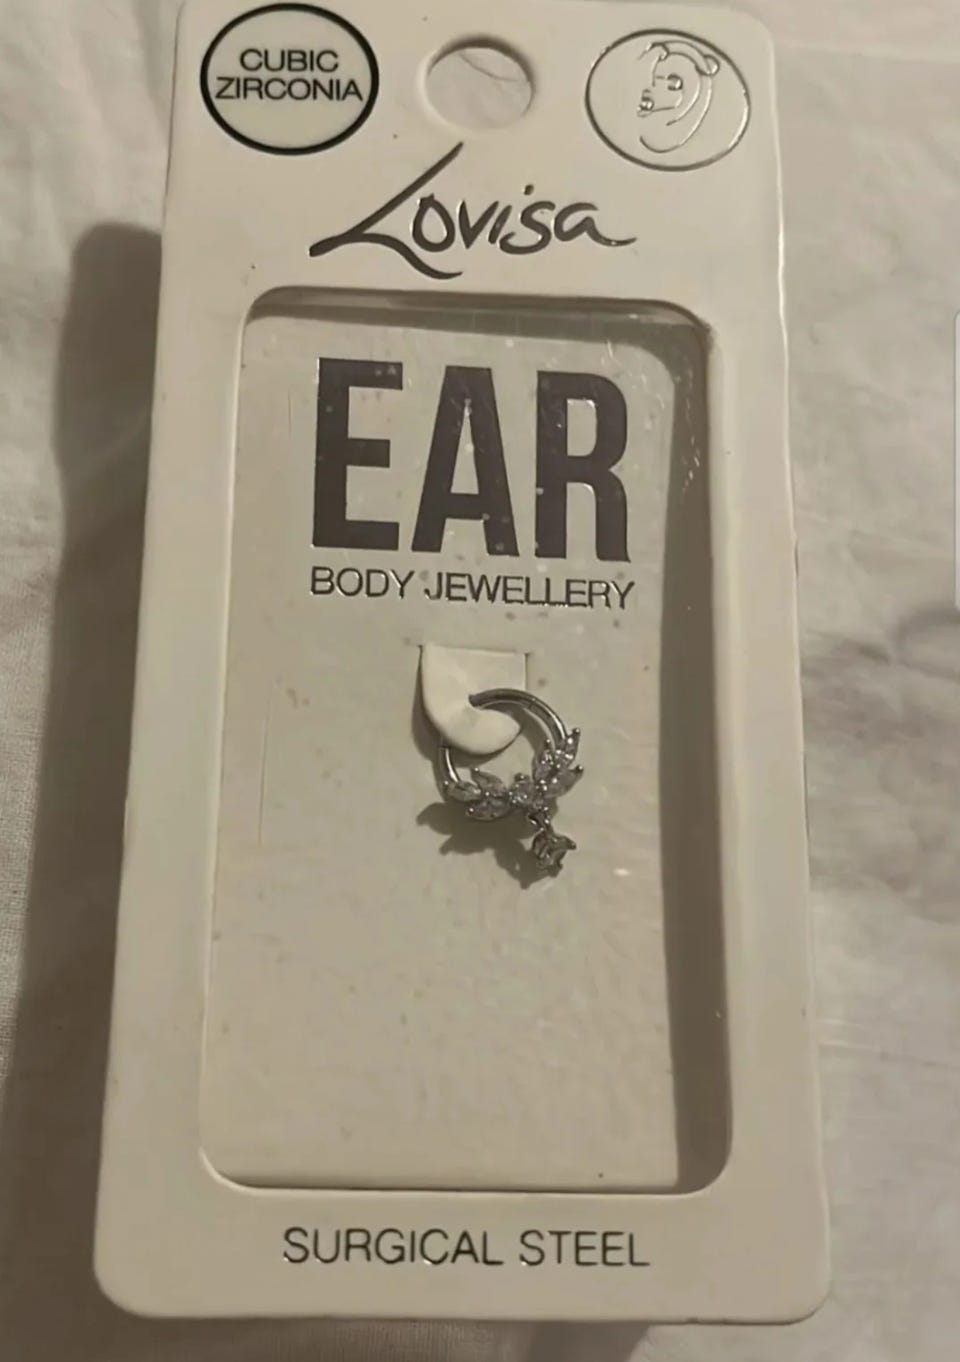 CUBIC
ZIRCONIA
Lovisa
EAR
BODY JEWELLERY
SURGICAL STEEL